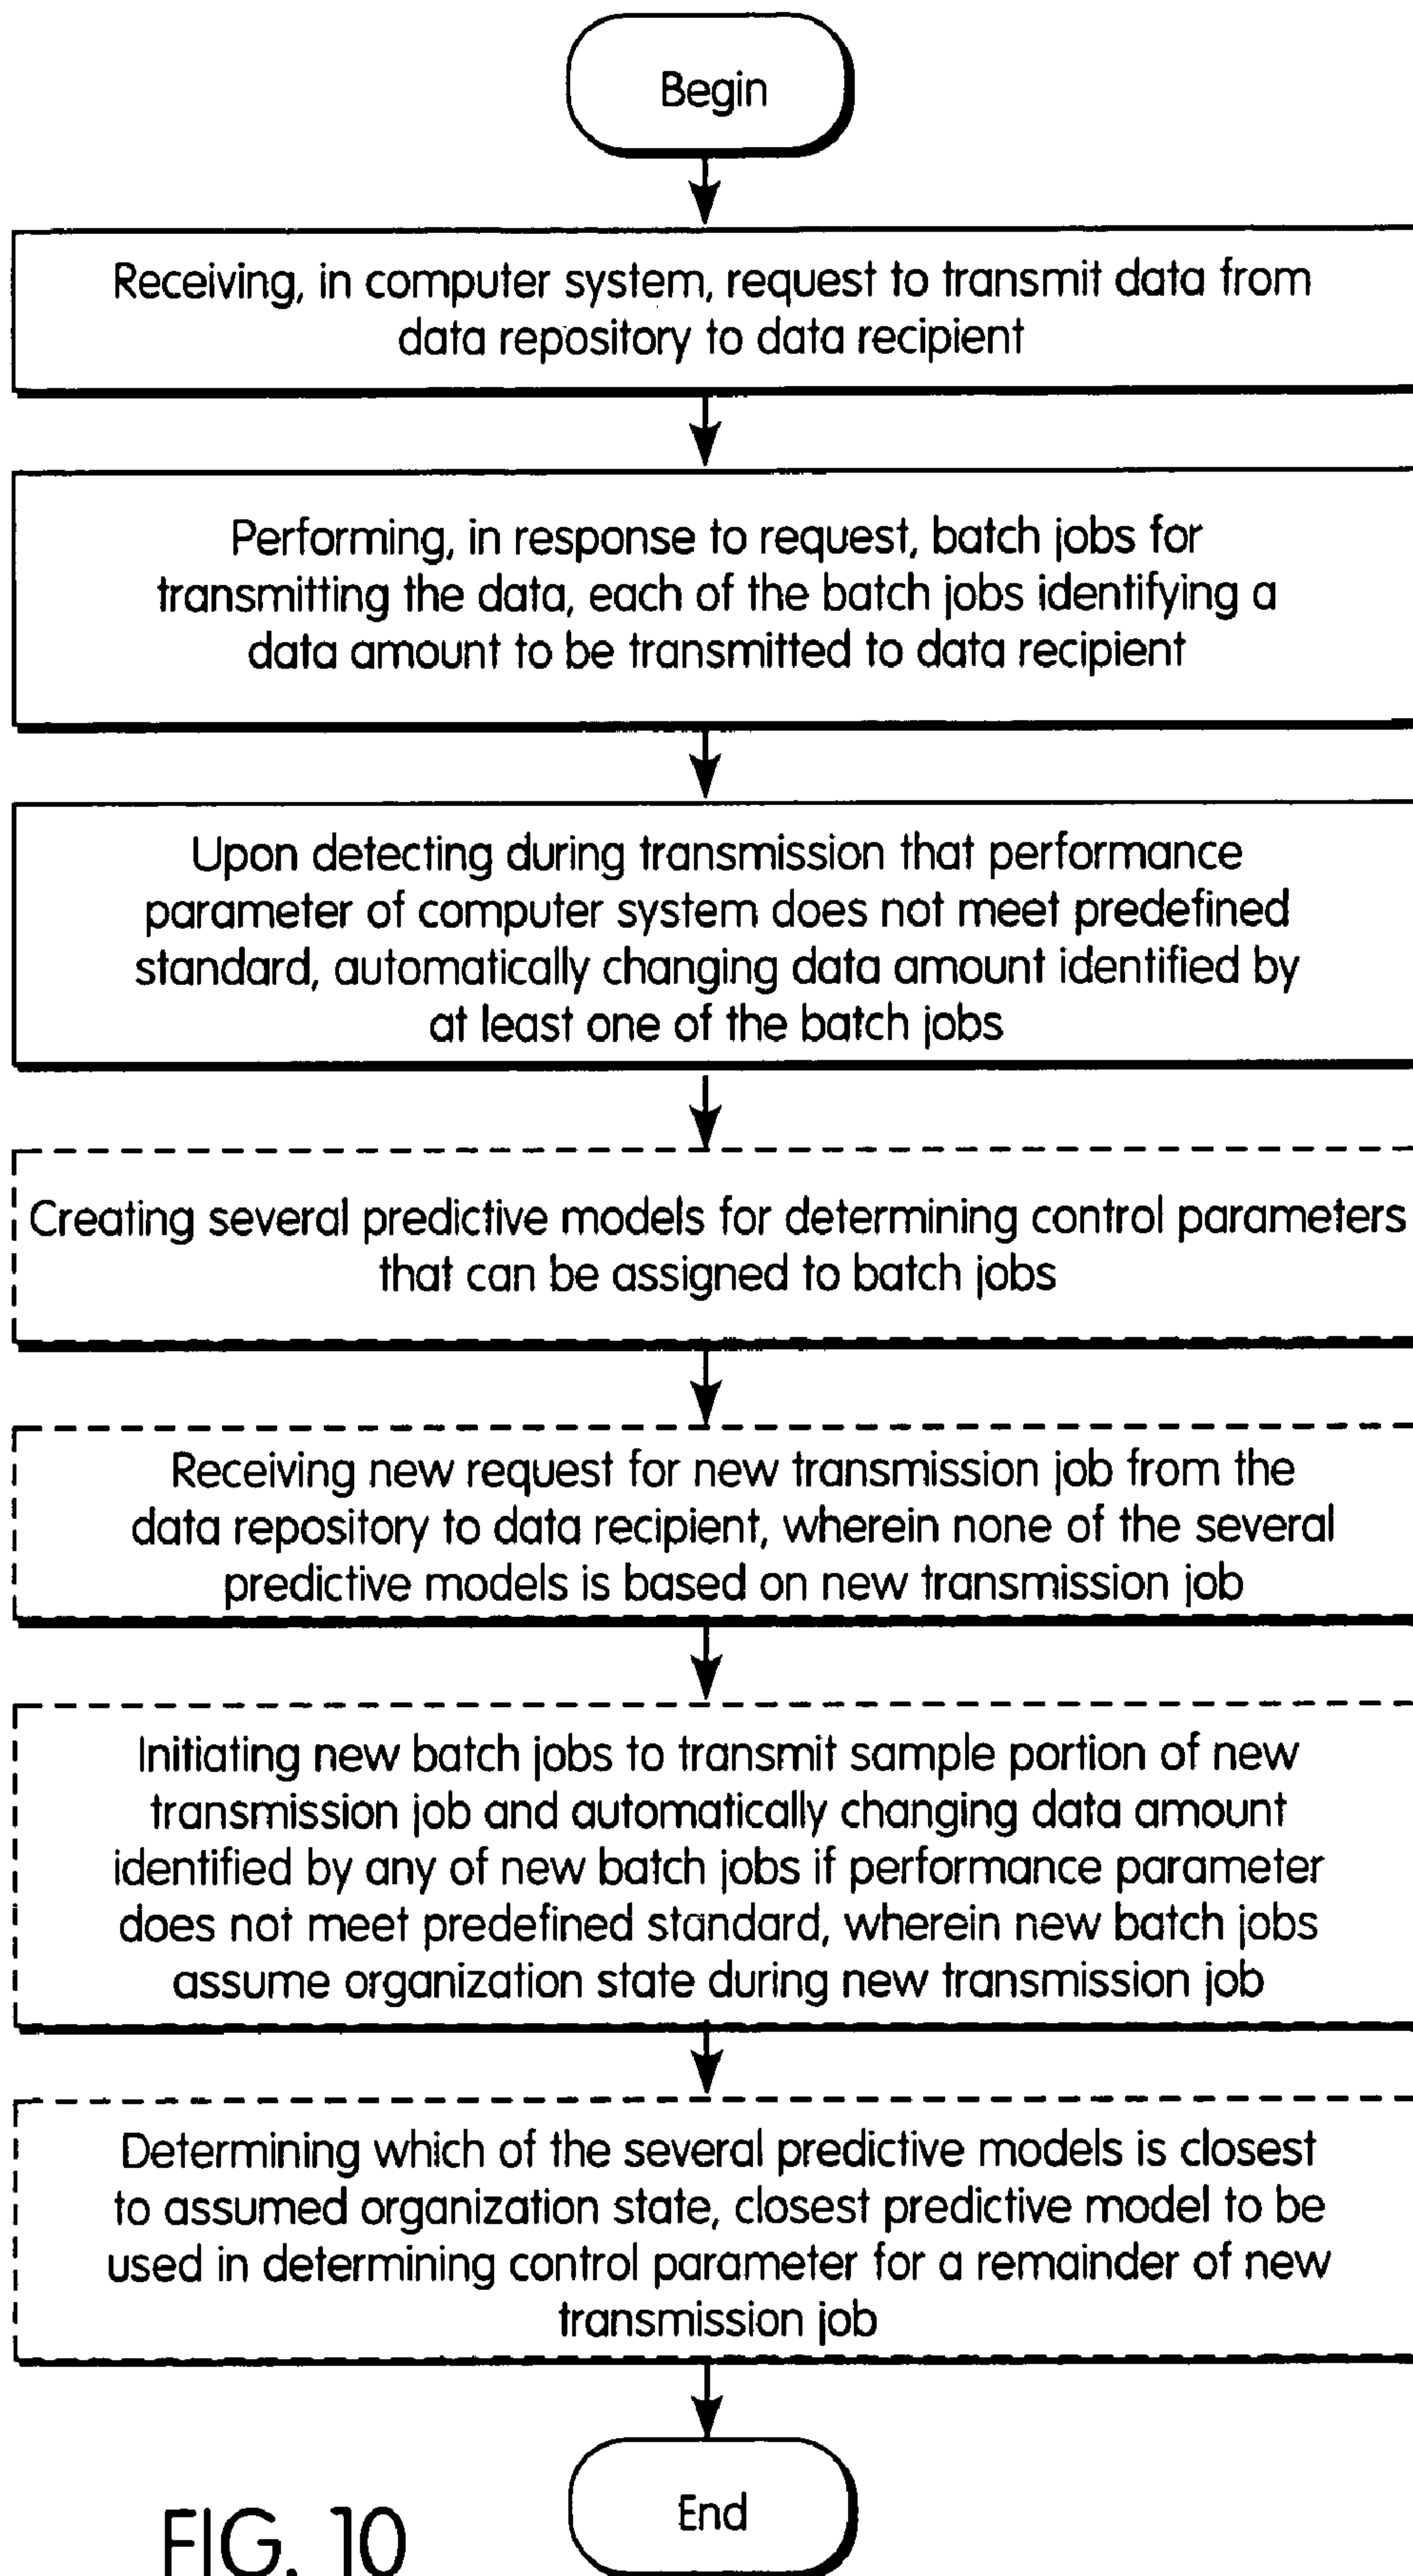 Begin
Receiving, in computer system, request to transmit data from
data repository to data recipient
Performing, in response to request, batch jobs for
transmitting the data, each of the batch jobs identifying a
data amount to be transmitted to data recipient
Upon detecting during transmission that performance
parameter of computer system does not meet predefined
standard, automatically changing data amount identified by
at least one of the batch jobs
Creating several predictive models for determining control parameters
that can be assigned to batch jobs
Receiving new request for new transmission job from the
data repository to data recipient, wherein none of the several
predictive models is based on new transmission job
Initiating new batch jobs to transmit sample portion of new
transmission job and automatically changing data amount
identified by any of new batch jobs if performance parameter
does not meet predefined standard, wherein new batch jobs
assume organization state during new transmission job
Determining which of the several predictive models is closest
to assumed organization state, closest predictive model to be
used in determining control parameter for a remainder of new
transmission job
End
FIG. 10